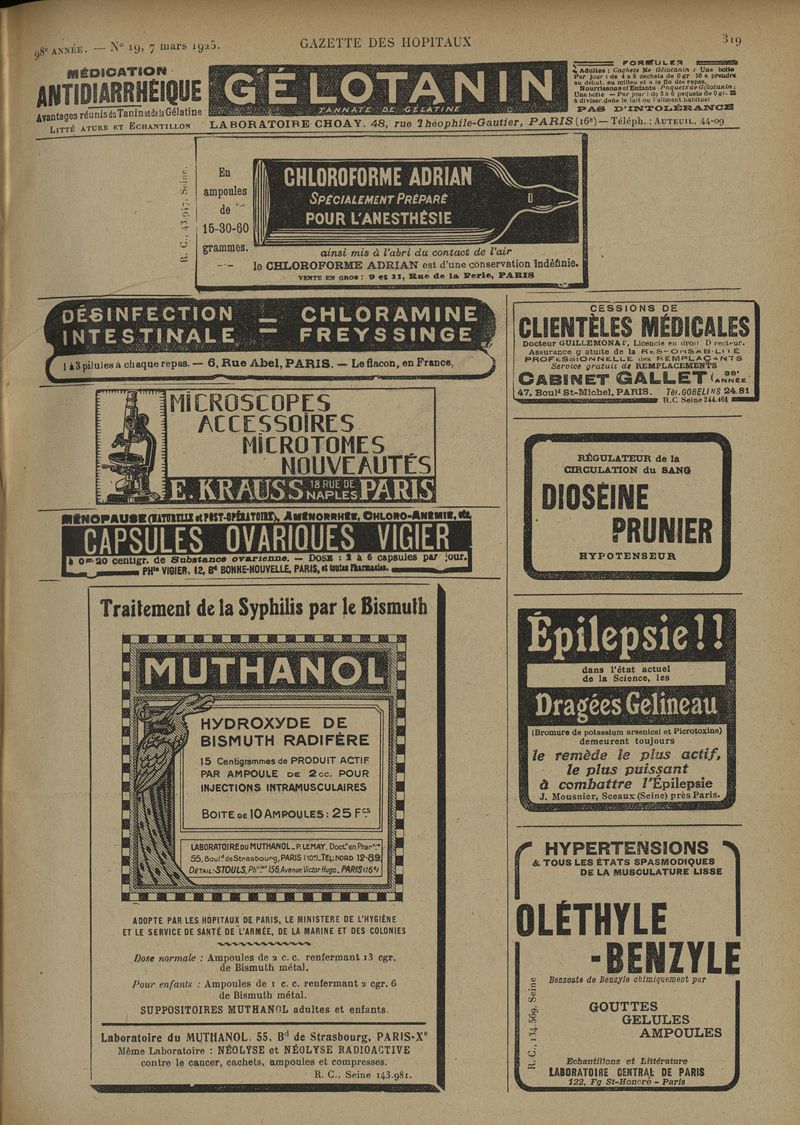 98e ANNÉE. — No 19, 7 mars 1925.
GAZETTE DES HOPITAUX
319
MÉDICATION
ANTIDIARRHÉIQUE
Avantages réunis du Tanin et de la Gélatine
LITTÉ ATURE ET ECHANTILLON
GÉLOTANIN
TANNATE DE GÉLATINE
FORMULES
Adultes : Cachets de Gélotanin : Une boîte
Par jour : de 4 à 8 cachets de 0gr 50 à prendre
au début, au milieu et à la fin des repas.
Nourrissons et Enfants Paquets de Gélotanin :
Une boîte — Par jour : de 3 à 6 paquets de 0 gr. 25
à diviser dans le lait ou l'aliment habituel
PAS D'INTOLÉRANCE
LABORATOIRE CHOAY, 48, rue Théophile-Gautier, PARIS (16e) — Téléph. : AUTEUIL, 44-09
R. C., 43.947, Seine.
En
ampoules
de
15-30-60
grammes.
CHLOROFORME ADRIAN
SPÉCIALEMENT PRÉPARÉ
POUR L'ANESTHÉSIE
ainsi mis à l'abri du contact de l'air
le CHLOROFORME ADRIAN est d'une conservation indéfinie.
VENTE EN GROS : 9 et 11, Rue de la Perle, PARIS
DÉSINFECTION — CHLORAMINE
INTESTINALE — FREYSSINGE
1 à 3 pilules à chaque repas. — 6, Rue Abel, PARIS. — Le flacon, en France,
CESSIONS DE
CLIENTÈLES MÉDICALES
Docteur GUILLEMONAT, Licencié en droit D recteur.
Assurance g atuite de la RESPONSABILITÉ
PROFESSIONNELLE des REMPLAÇANTS
Service gratuit de REMPLACEMENTS
CABINET GALLET (38e ANNÉE
47, Boulᵈ St-Michel, PARIS. Tél. GOBELINS 24.81
R.C Seine 244.461
MICROSCOPES
ACCESSOIRES
MICROTOMES
NOUVEAUTÉS
E. KRAUSS 18 RUE DE NAPLES PARIS
RÉGULATEUR de la
CIRCULATION du SANG
DIOSÉINE
PRUNIER
HYPOTENSEUR
MÉNOPAUSE (NATURELLE et POST-OPÉRATOIRE), AMÉNORRHÉE, CHLORO-ANÉMIE, etc.
CAPSULES OVARIQUES VIGIER
à 0gr 20 centigr. de Substance ovarienne. — DOSE : 2 à 6 capsules par jour.
PHie VIGIER, 12, Bd BONNE-NOUVELLE, PARIS, et toutes Pharmacies.
Traitement de la Syphilis par le Bismuth
MUTHANOL
HYDROXYDE DE
BISMUTH RADIFÈRE
15 Centigrammes de PRODUIT ACTIF
PAR AMPOULE DE 2 CC. POUR
INJECTIONS INTRAMUSCULAIRES
BOITE DE 10 AMPOULES : 25 Fcs
LABORATOIRE DU MUTHANOL _ P. LEMAY, Doct. en Phar.
55, Boul.d de Strasbourg, PARIS (10e) _ TEL: NORD 12-89.
DÉTAIL : STOULS, Ph.cien 156, Avenue Victor Hugo _ PARIS (16e)
ADOPTE PAR LES HOPITAUX DE PARIS, LE MINISTERE DE L'HYGIÈNE
ET LE SERVICE DE SANTÉ DE L'ARMÉE, DE LA MARINE ET DES COLONIES
Dose normale : Ampoules de 2 c. c. renfermant 13 cgr.
de Bismuth métal.
Pour enfants : Ampoules de 1 c. c. renfermant 2 cgr. 6
de Bismuth métal.
SUPPOSITOIRES MUTHANOL adultes et enfants.
Laboratoire du MUTHANOL. 55, Bd de Strasbourg, PARIS-Xe
Même Laboratoire : NÉOLYSE et NÉOLYSE RADIOACTIVE
contre le cancer, cachets, ampoules et compresses.
R. C., Seine 143.981.
Épilepsie!!
dans l'état actuel
de la Science, les
Dragées Gelineau
(Bromure de potassium arsenical et Picrotoxine)
demeurent toujours
le remède le plus actif,
le plus puissant
à combattre l'Épilepsie
J. Mousnier, Sceaux (Seine) près Paris.
HYPERTENSIONS
& TOUS LES ÉTATS SPASMODIQUES
DE LA MUSCULATURE LISSE
OLÉTHYLE
-BENZYLE
Benzoate de Benzyle chimiquement pur
R. C., 134.569, Seine
GOUTTES
GELULES
AMPOULES
Echantillons et Littérature
LABORATOIRE CENTRAL DE PARIS
122, Fg St-Honoré - Paris